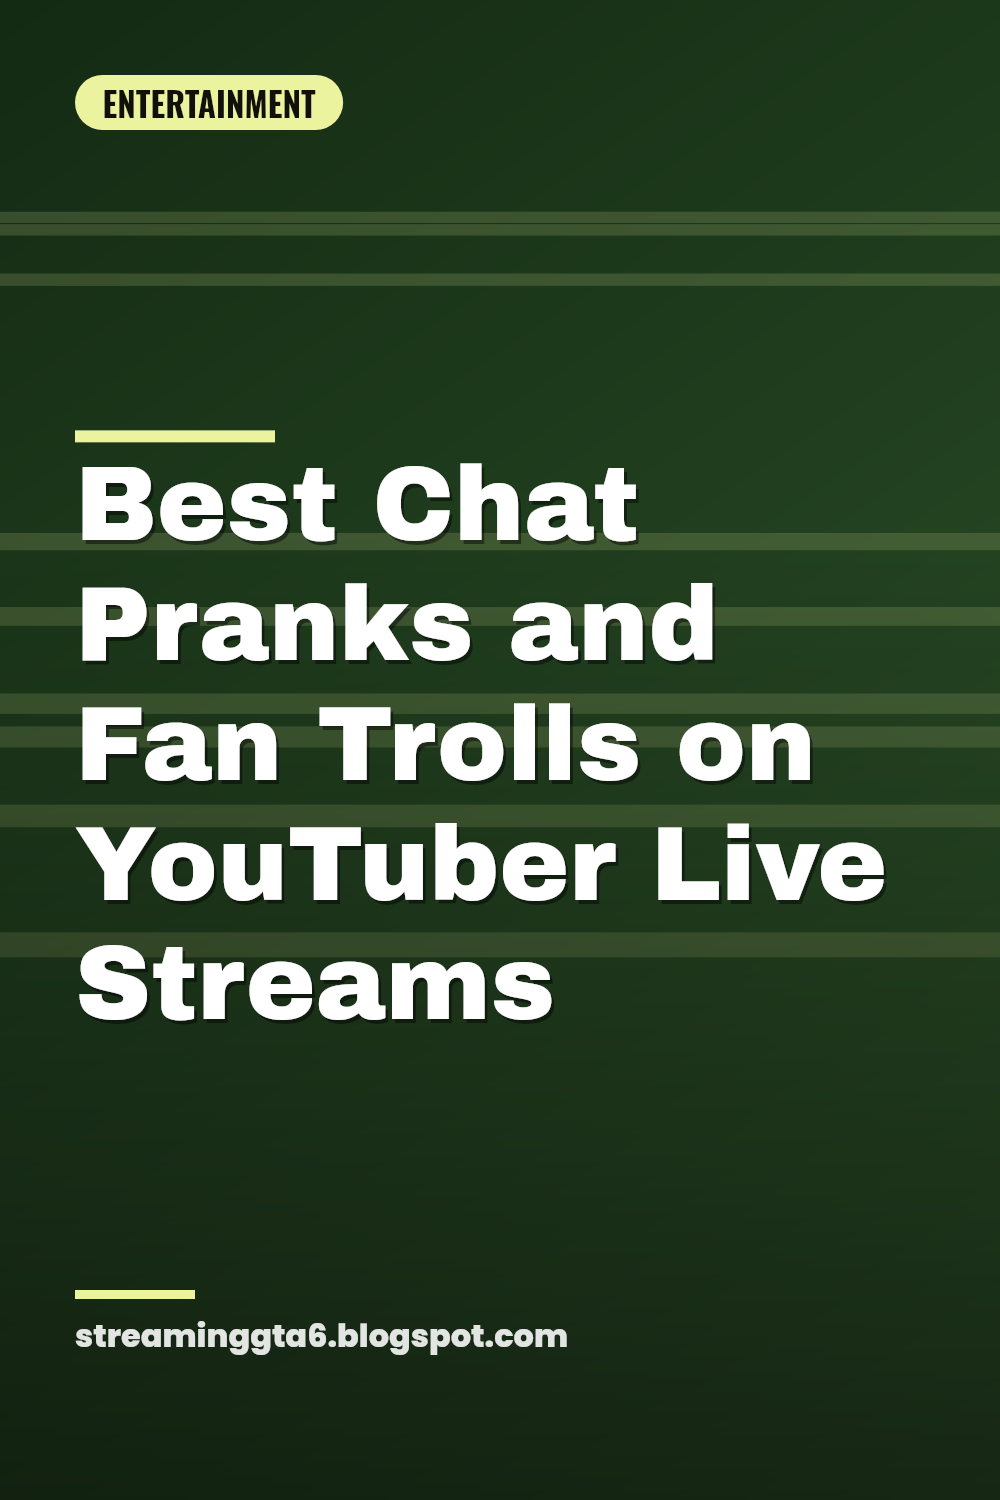 ENTERTAINMENT
Best Chat
Pranks and
Fan Trolls on
YouTuber Live
Streams
streaminggta6.blogspot.com